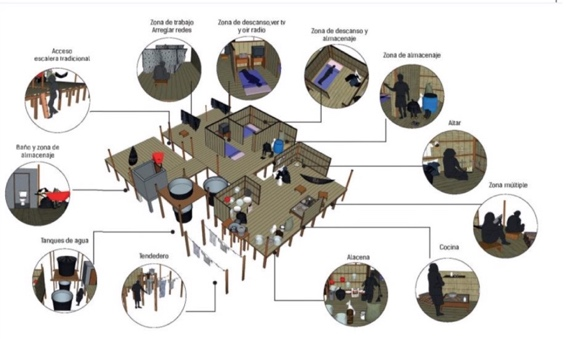 Zona de trabajo
Arreglar redes
Zona de descanso,ver tv
y oir radio
Zona de descanso y
almacenaje
Acceso
escalera tradicional
Zona de almacenaje
Altar
Baño y zona de
almacenaje
Zona múltiple
Tanques de agua
Tendedero
Alacena
Cocina